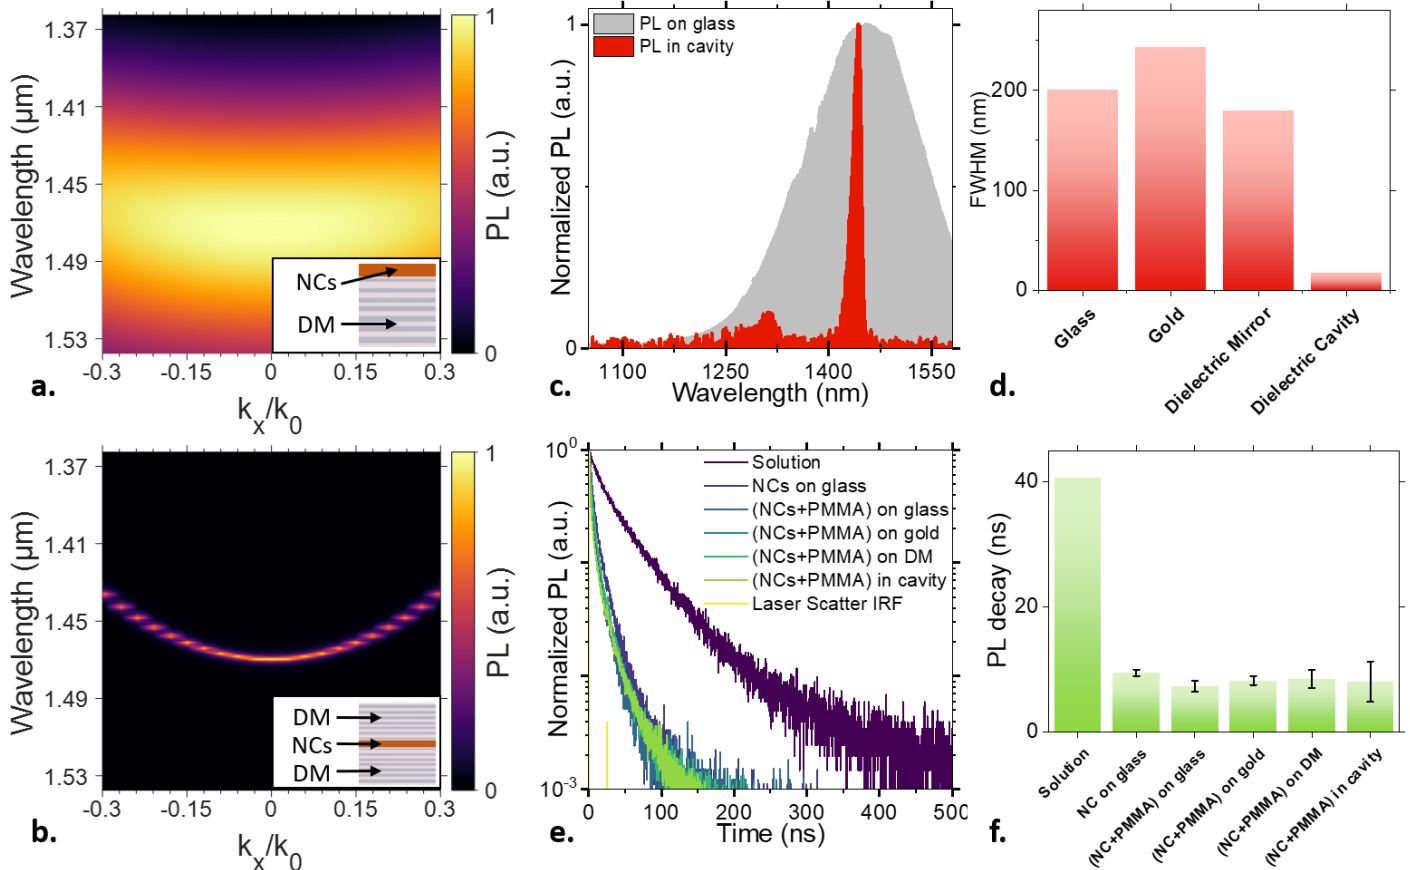 1.37
1.41
1.45
1.49
1.53
Wavelength (μm)
-0.3
-0.15
0
0.15
0.3
kx/k0
1
0
PL (a.u.)
NCs
DM
a.
PL on glass
PL in cavity
1
0
Normalized PL (a.u.)
1100
1250
1400
1550
Wavelength (nm)
c.
200
100
0
FWHM (nm)
Glass
Gold
Dielectric Mirror
Dielectric Cavity
d.
1.37
1.41
1.45
1.49
1.53
Wavelength (μm)
-0.3
-0.15
0
0.15
0.3
kx/k0
1
0
PL (a.u.)
DM
NCs
DM
b.
10^0
10^-3
Normalized PL (a.u.)
Solution
NCs on glass
(NCs+PMMA) on glass
(NCs+PMMA) on gold
(NCs+PMMA) on DM
(NCs+PMMA) in cavity
Laser Scatter IRF
0
100
200
300
400
500
Time (ns)
e.
40
20
0
PL decay (ns)
Solution
NC on glass
(NC+PMMA) on glass
(NC+PMMA) on gold
(NC+PMMA) on DM
(NC+PMMA) in cavity
f.